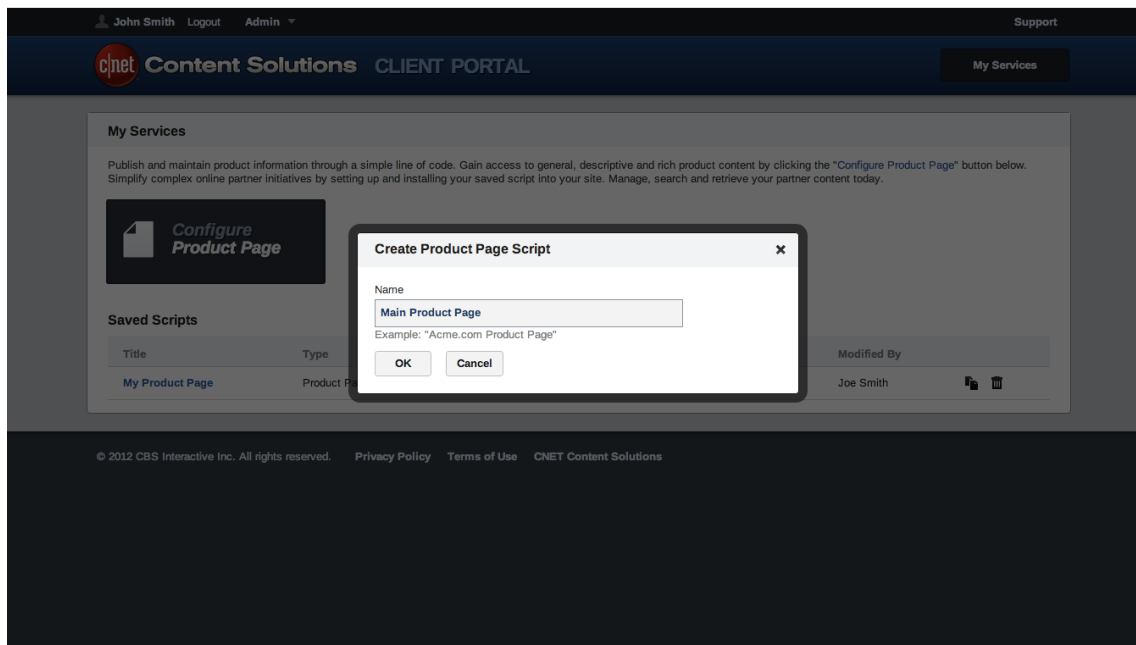 John Smith Logout Admin Support
c|net Content Solutions CLIENT PORTAL My Services
My Services
Publish and maintain product information through a simple line of code. Gain access to general, descriptive and rich product content by clicking the "Configure Product Page" button below.
Simplify complex online partner initiatives by setting up and installing your saved script into your site. Manage, search and retrieve your partner content today.
Configure
Product Page
Create Product Page Script
Name
Main Product Page
Example: "Acme.com Product Page"
OK Cancel
Saved Scripts
Title Type Modified By
My Product Page Product Joe Smith
© 2012 CBS Interactive Inc. All rights reserved. Privacy Policy Terms of Use CNET Content Solutions